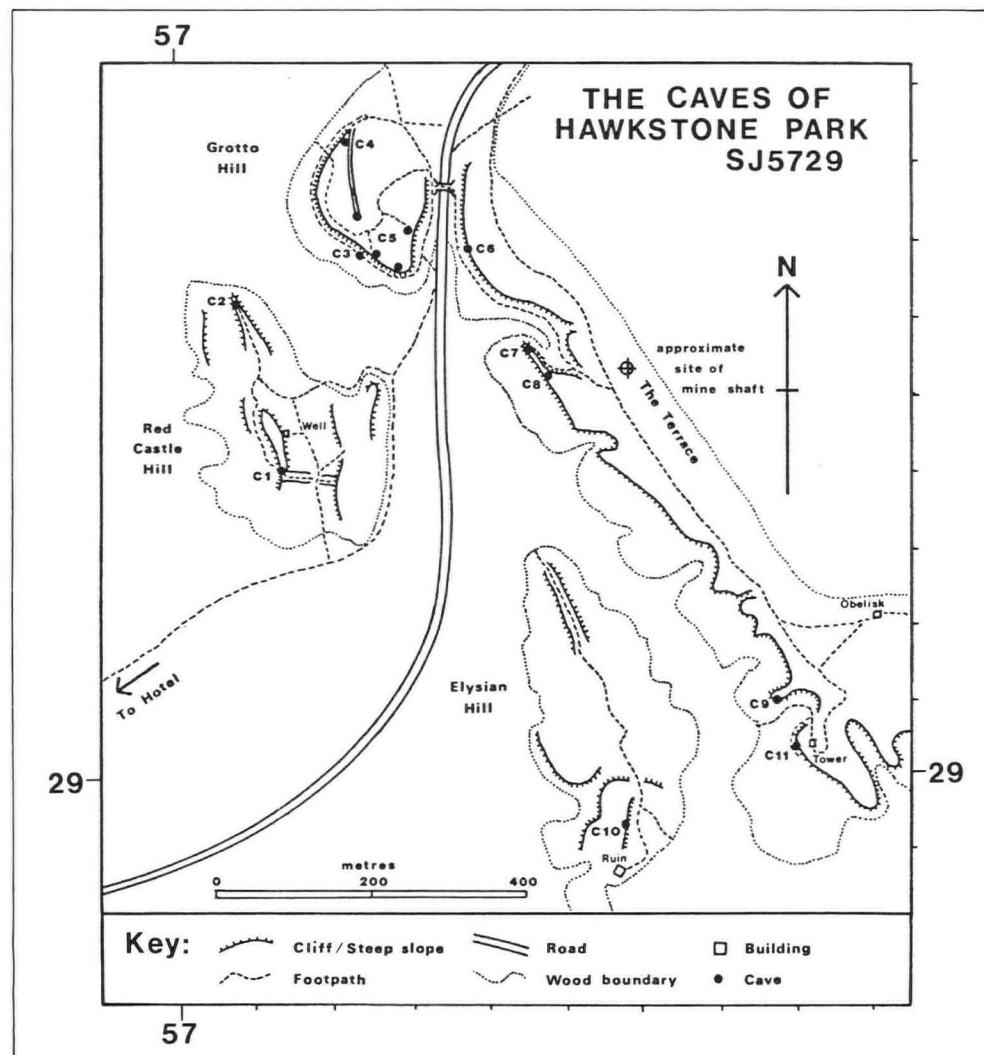 57
THE CAVES OF
HAWKSTONE PARK
SJ5729
Grotto
Hill
C4
C5
C3
C6
N
C2
C7
C8
approximate
site of
mine shaft
The Terrace
Red
Castle
Hill
Well
C1
Obelisk
To Hotel
Elysian
Hill
C9
C11
Tower
29
29
C10
Ruin
metres
0 200 400
Key:
Cliff/Steep slope
Road
Building
Footpath
Wood boundary
Cave
57